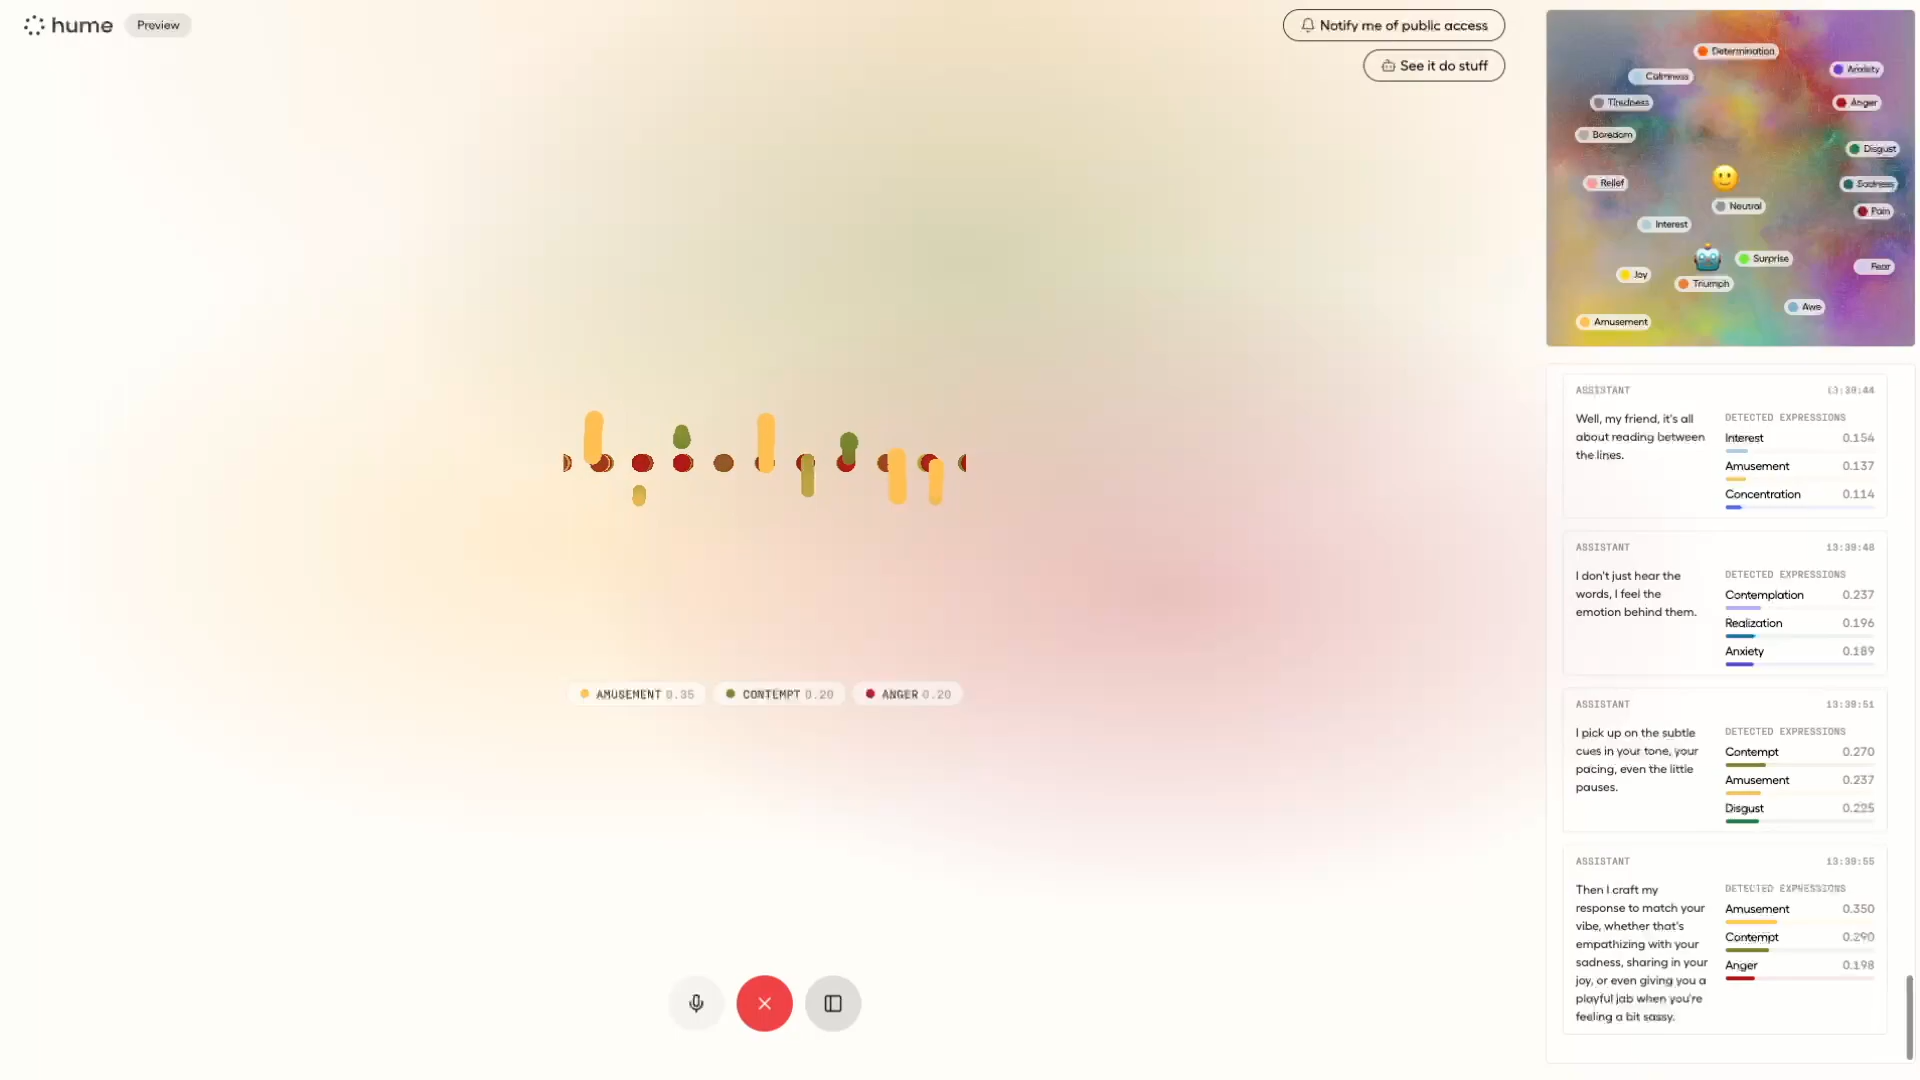 hume
Preview
Notify me of public access
See it do stuff
Determination
Calmness
Anxiety
Tiredness
Anger
Boredom
Disgust
Relief
Sadness
Neutral
Pain
Interest
Surprise
Fear
Joy
Triumph
Awe
Amusement
AMUSEMENT 0.35
CONTEMPT 0.20
ANGER 0.20
ASSISTANT 13:39:44
Well, my friend, it's all
about reading between
the lines.
DETECTED EXPRESSIONS
Interest 0.154
Amusement 0.137
Concentration 0.114
ASSISTANT 13:39:48
I don't just hear the
words, I feel the
emotion behind them.
DETECTED EXPRESSIONS
Contemplation 0.237
Realization 0.196
Anxiety 0.189
ASSISTANT 13:39:51
I pick up on the subtle
cues in your tone, your
pacing, even the little
pauses.
DETECTED EXPRESSIONS
Contempt 0.270
Amusement 0.237
Disgust 0.225
ASSISTANT 13:39:55
Then I craft my
response to match your
vibe, whether that's
empathizing with your
sadness, sharing in your
joy, or even giving you a
playful jab when you're
feeling a bit sassy.
DETECTED EXPRESSIONS
Amusement 0.350
Contempt 0.290
Anger 0.198